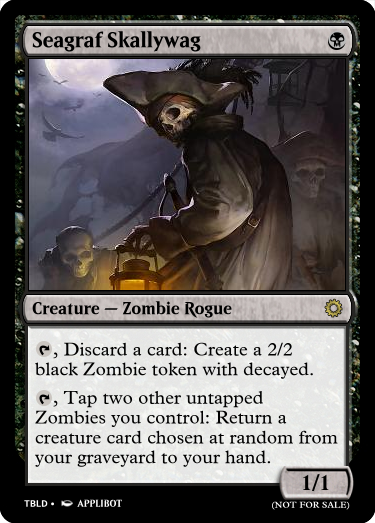 Seagraf Skallywag
Creature — Zombie Rogue
, Discard a card: Create a 2/2
black Zombie token with decayed.
, Tap two other untapped
Zombies you control: Return a
creature card chosen at random from
your graveyard to your hand.
1/1
TBLD • APPLIBOT
(NOT FOR SALE)